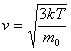 v = √(3kT / m₀)